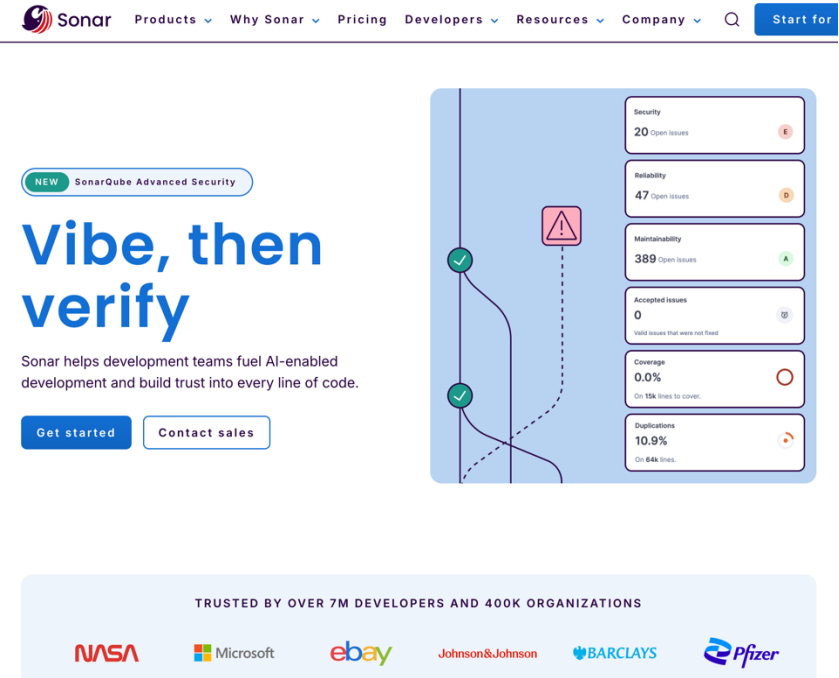 Sonar
Products
Why Sonar
Pricing
Developers
Resources
Company
Start for
NEW
SonarQube Advanced Security
Vibe, then
verify
Sonar helps development teams fuel AI-enabled
development and build trust into every line of code.
Get started
Contact sales
Security
20 Open issues
E
Reliability
47 Open issues
D
Maintainability
389 Open issues
A
Accepted issues
0
Valid issues that were not fixed
Coverage
0.0%
On 15k lines to cover.
Duplications
10.9%
On 64k lines.
TRUSTED BY OVER 7M DEVELOPERS AND 400K ORGANIZATIONS
NASA
Microsoft
ebay
Johnson&Johnson
BARCLAYS
Pfizer